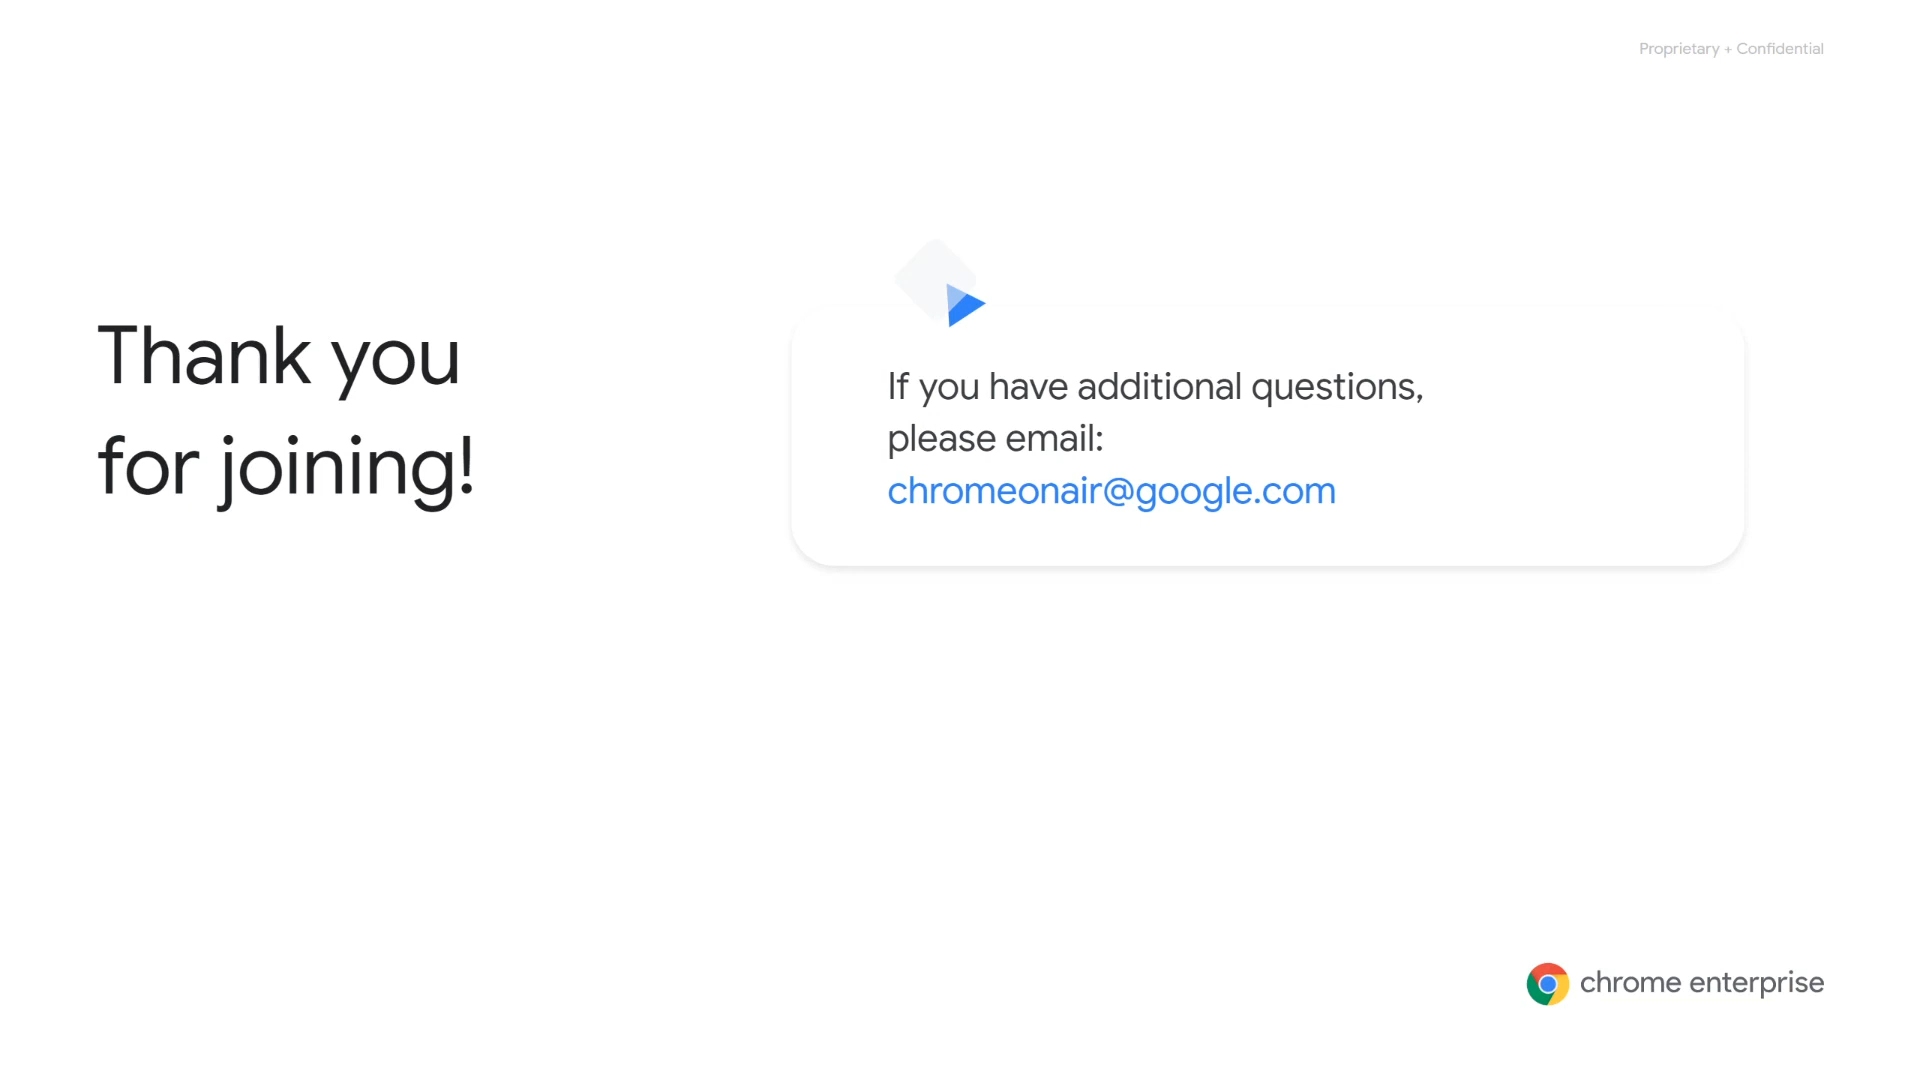 Proprietary + Confidential
Thank you
for joining!
If you have additional questions,
please email:
chromeonair@google.com
chrome enterprise